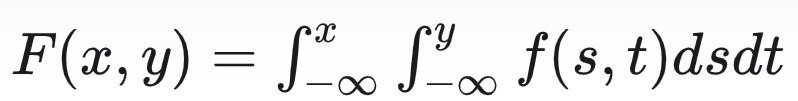 F(x, y) = ∫_{-∞}^{x} ∫_{-∞}^{y} f(s, t)dsdt